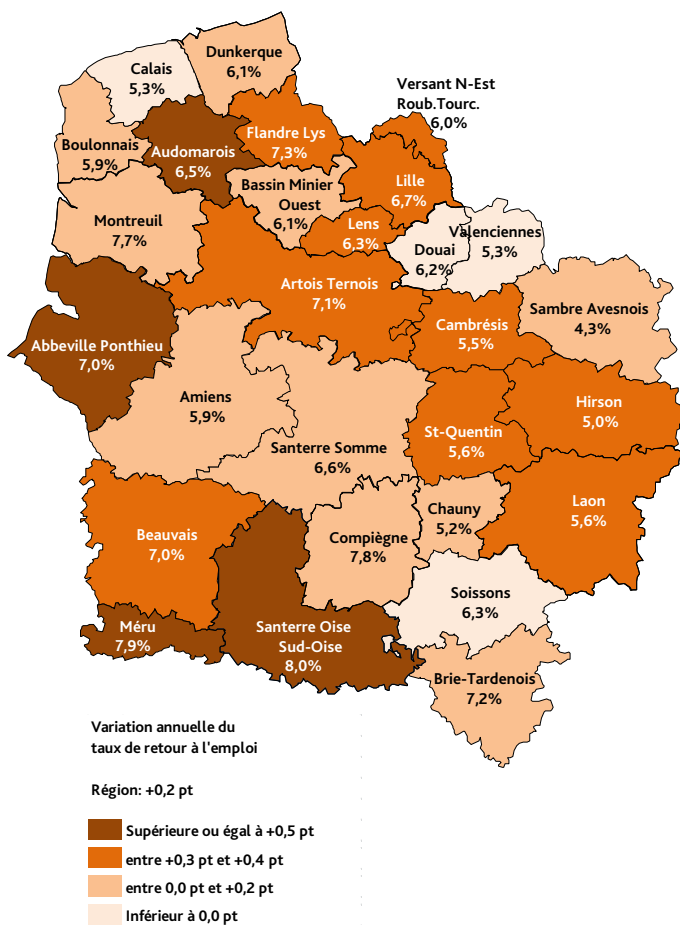 Dunkerque
6,1%
Calais
5,3%
Versant N-Est
Roub.Tourc.
6,0%
Flandre Lys
7,3%
Boulonnais
5,9%
Audomarois
6,5%
Bassin Minier
Ouest
6,1%
Lille
6,7%
Montreuil
7,7%
Lens
6,3%
Douai
6,2%
Valenciennes
5,3%
Artois Ternois
7,1%
Sambre Avesnois
4,3%
Cambrésis
5,5%
Abbeville Ponthieu
7,0%
Amiens
5,9%
Hirson
5,0%
St-Quentin
5,6%
Santerre Somme
6,6%
Laon
5,6%
Chauny
5,2%
Beauvais
7,0%
Compiègne
7,8%
Soissons
6,3%
Méru
7,9%
Santerre Oise
Sud-Oise
8,0%
Brie-Tardenois
7,2%
Variation annuelle du
taux de retour à l'emploi
Région: +0,2 pt
Supérieure ou égal à +0,5 pt
entre +0,3 pt et +0,4 pt
entre 0,0 pt et +0,2 pt
Inférieur à 0,0 pt